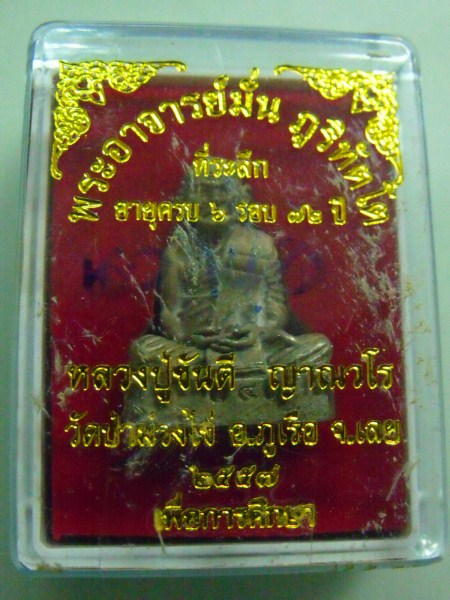 พระอาจารย์มั่น ภูริทัตโต
ที่ระลึก
อายุครบ ๖ รอบ ๗๒ ปี
หลวงปู่ขันตี ญาณวโร
วัดป่าม่วงไข่ อ.ภูเรือ จ.เลย
๒๕๕๗
เพื่อการศึกษา